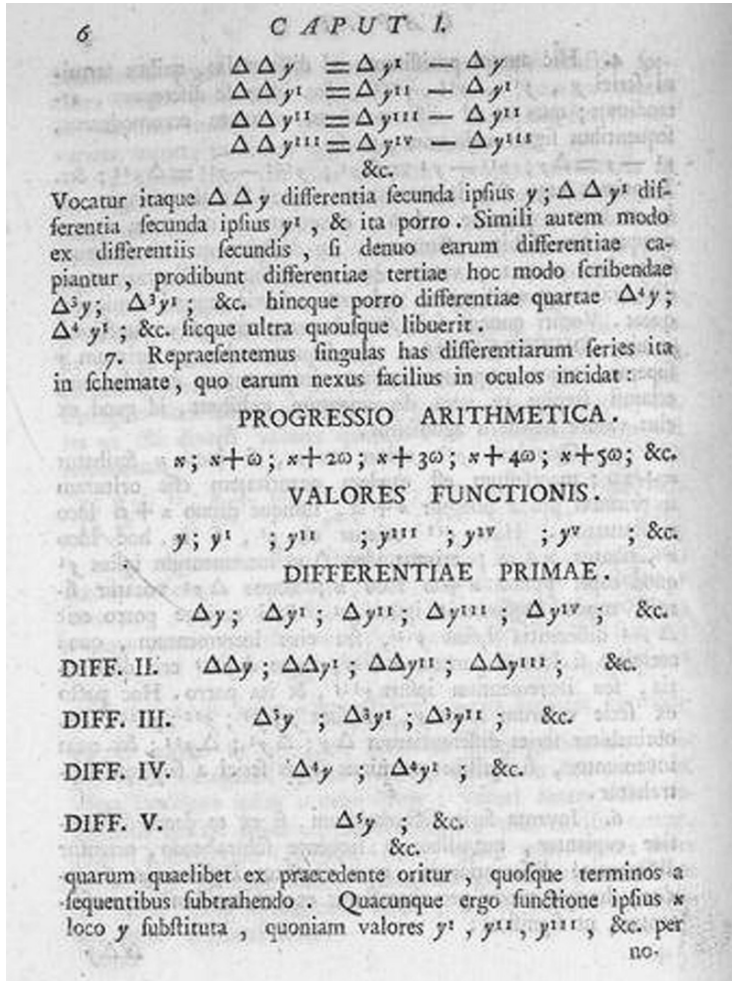 6 CAPUT I.
ΔΔy = Δyᴵ — Δy
ΔΔyᴵ = Δyᴵᴵ — Δyᴵ
ΔΔyᴵᴵ = Δyᴵᴵᴵ — Δyᴵᴵ
ΔΔyᴵᴵᴵ = Δyᴵⱽ — Δyᴵᴵᴵ
&c.
Vocatur itaque ΔΔy differentia ſecunda ipſius y; ΔΔyᴵ dif-
ferentia ſecunda ipſius yᴵ, & ita porro. Simili autem modo
ex differentiis ſecundis, ſi denuo earum differentiae ca-
piantur, prodibunt differentiae tertiae hoc modo ſcribendae
Δ³y; Δ³yᴵ; &c. hincque porro differentiae quartae Δ⁴y;
Δ⁴yᴵ; &c. ſicque ultra quouſque libuerit.
7. Repraeſentemus ſingulas has differentiarum ſeries ita
in ſchemate, quo earum nexus facilius in oculos incidat:
PROGRESSIO ARITHMETICA.
x; x+ω; x+2ω; x+3ω; x+4ω; x+5ω; &c.
VALORES FUNCTIONIS.
y; yᴵ ; yᴵᴵ ; yᴵᴵᴵ ; yᴵⱽ ; yⱽ ; &c.
DIFFERENTIAE PRIMAE.
Δy; Δyᴵ; Δyᴵᴵ; Δyᴵᴵᴵ; Δyᴵⱽ; &c.
DIFF. II. ΔΔy; ΔΔyᴵ; ΔΔyᴵᴵ; ΔΔyᴵᴵᴵ; &c.
DIFF. III. Δ³y; Δ³yᴵ; Δ³yᴵᴵ; &c.
DIFF. IV. Δ⁴y; Δ⁴yᴵ; &c.
DIFF. V. Δ⁵y; &c.
&c.
quarum quaelibet ex praecedente oritur, quoſque terminos a
ſequentibus ſubtrahendo. Quacunque ergo functione ipſius x
loco y ſubſtituta, quoniam valores yᴵ, yᴵᴵ, yᴵᴵᴵ, &c. per
no-